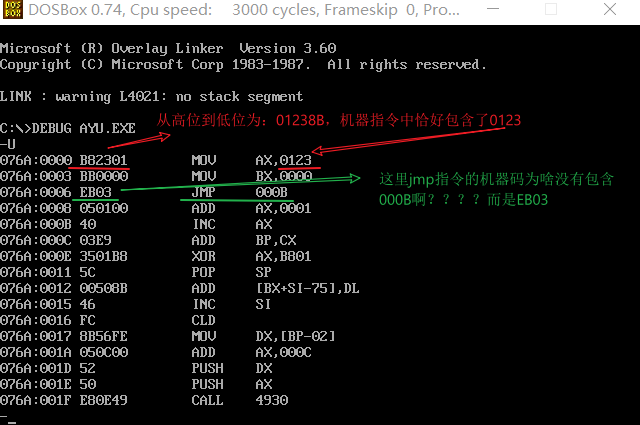 DOS BOX DOSBox 0.74, Cpu speed: 3000 cycles, Frameskip 0, Pro...
Microsoft (R) Overlay Linker Version 3.60
Copyright (C) Microsoft Corp 1983-1987. All rights reserved.
LINK : warning L4021: no stack segment
从高位到低位为：01238B，机器指令中恰好包含了0123
C:\>DEBUG AYU.EXE
-U
076A:0000 B82301 MOV AX,0123
076A:0003 BB0000 MOV BX,0000
076A:0006 EB03 JMP 000B
这里jmp指令的机器码为啥没有包含
000B啊？？？？而是EB03
076A:0008 050100 ADD AX,0001
076A:000B 40 INC AX
076A:000C 03E9 ADD BP,CX
076A:000E 3501B8 XOR AX,B801
076A:0011 5C POP SP
076A:0012 00508B ADD [BX+SI-75],DL
076A:0015 46 INC SI
076A:0016 FC CLD
076A:0017 8B56FE MOV DX,[BP-02]
076A:001A 050C00 ADD AX,000C
076A:001D 52 PUSH DX
076A:001E 50 PUSH AX
076A:001F E80E49 CALL 4930
-_